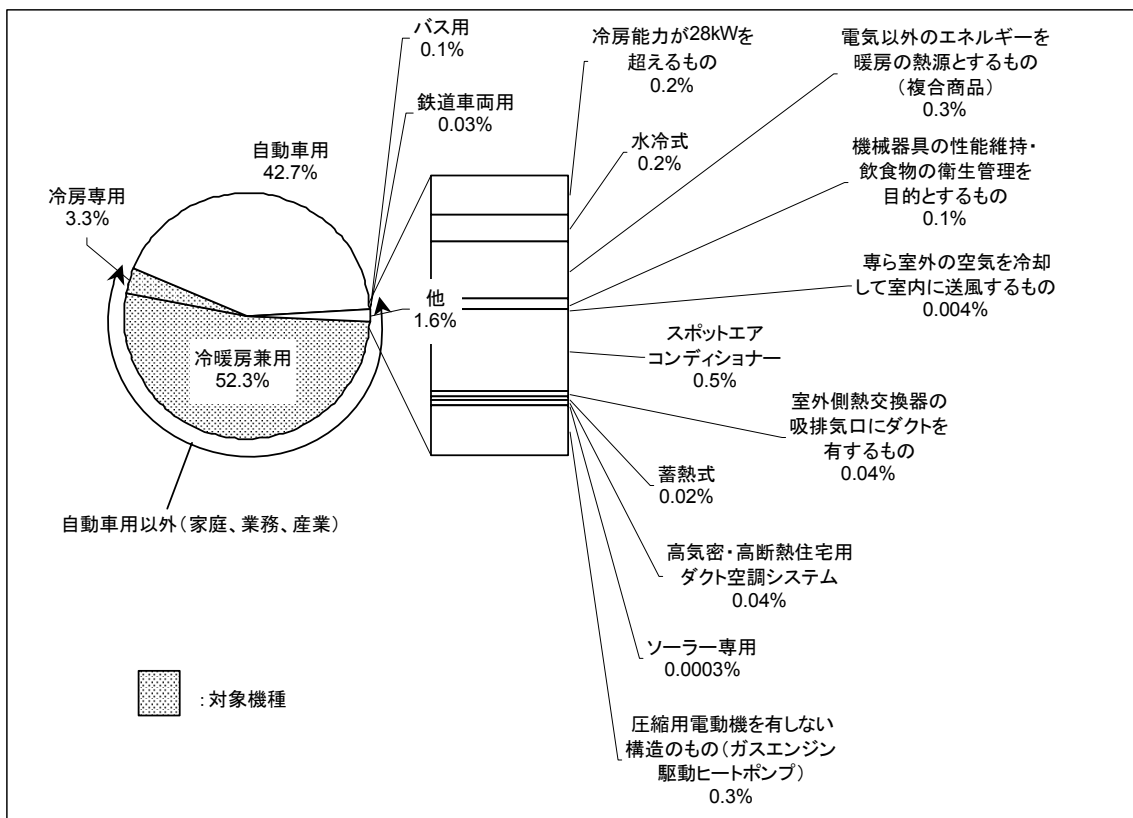 バス用
0.1%
鉄道車両用
0.03%
自動車用
42.7%
冷房専用
3.3%
冷暖房兼用
52.3%
他
1.6%
自動車用以外(家庭、業務、産業)
:対象機種
冷房能力が28kWを
超えるもの
0.2%
水冷式
0.2%
電気以外のエネルギーを
暖房の熱源とするもの
(複合商品)
0.3%
機械器具の性能維持・
飲食物の衛生管理を
目的とするもの
0.1%
専ら室外の空気を冷却
して室内に送風するもの
0.004%
スポットエア
コンディショナー
0.5%
室外側熱交換器の
吸排気口にダクトを
有するもの
0.04%
蓄熱式
0.02%
高気密・高断熱住宅用
ダクト空調システム
0.04%
ソーラー専用
0.0003%
圧縮用電動機を有しない
構造のもの(ガスエンジン
駆動ヒートポンプ)
0.3%